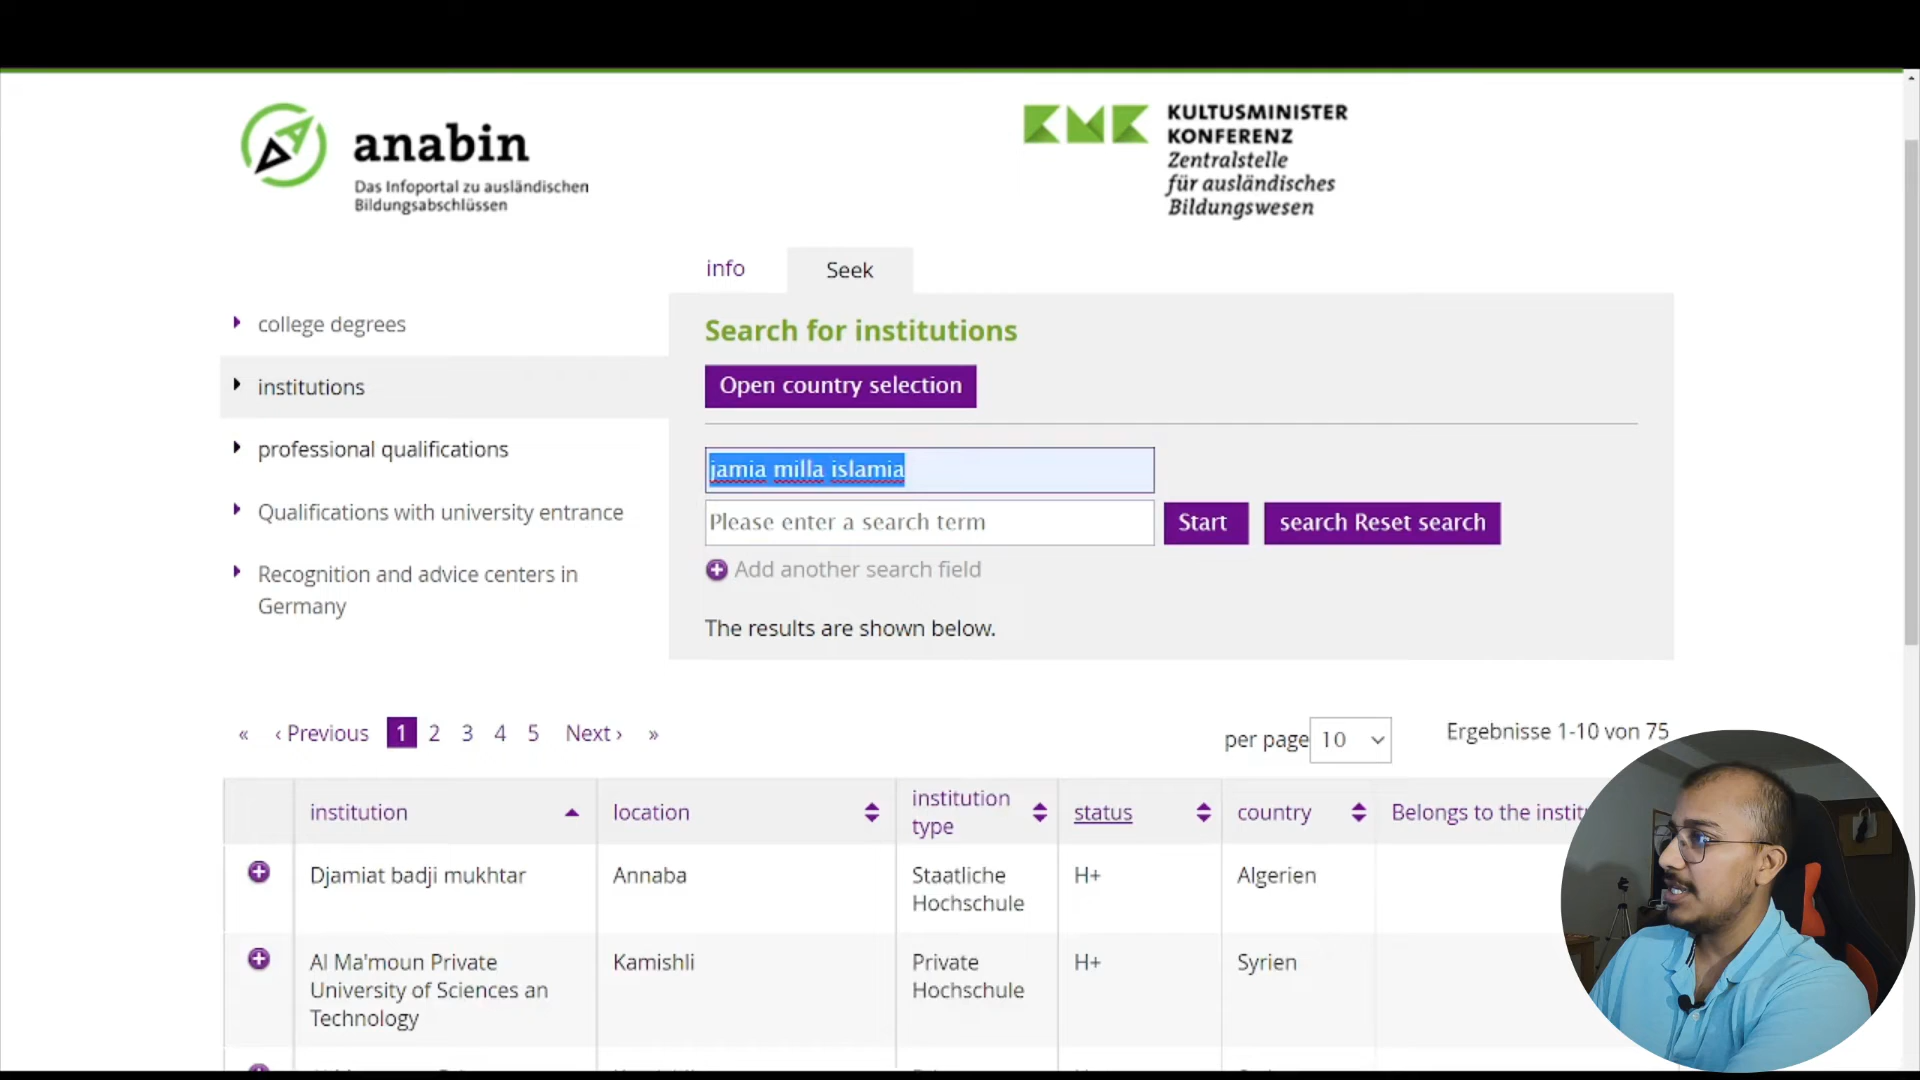 anabin
Das Infoportal zu ausländischen
Bildungsabschlüssen
KMK
KULTUSMINISTER
KONFERENZ
Zentralstelle
für ausländisches
Bildungswesen
info
Seek
college degrees
institutions
professional qualifications
Qualifications with university entrance
Recognition and advice centers in
Germany
Search for institutions
Open country selection
jamia milla islamia
Please enter a search term
Start
search Reset search
Add another search field
The results are shown below.
« ‹ Previous 1 2 3 4 5 Next › »
per page 10
Ergebnisse 1-10 von 75
institution
location
institution
type
status
country
Belongs to the
Djamiat badji mukhtar
Annaba
Staatliche
Hochschule
H+
Algerien
Al Ma'moun Private
University of Sciences an
Technology
Kamishli
Private
Hochschule
H+
Syrien